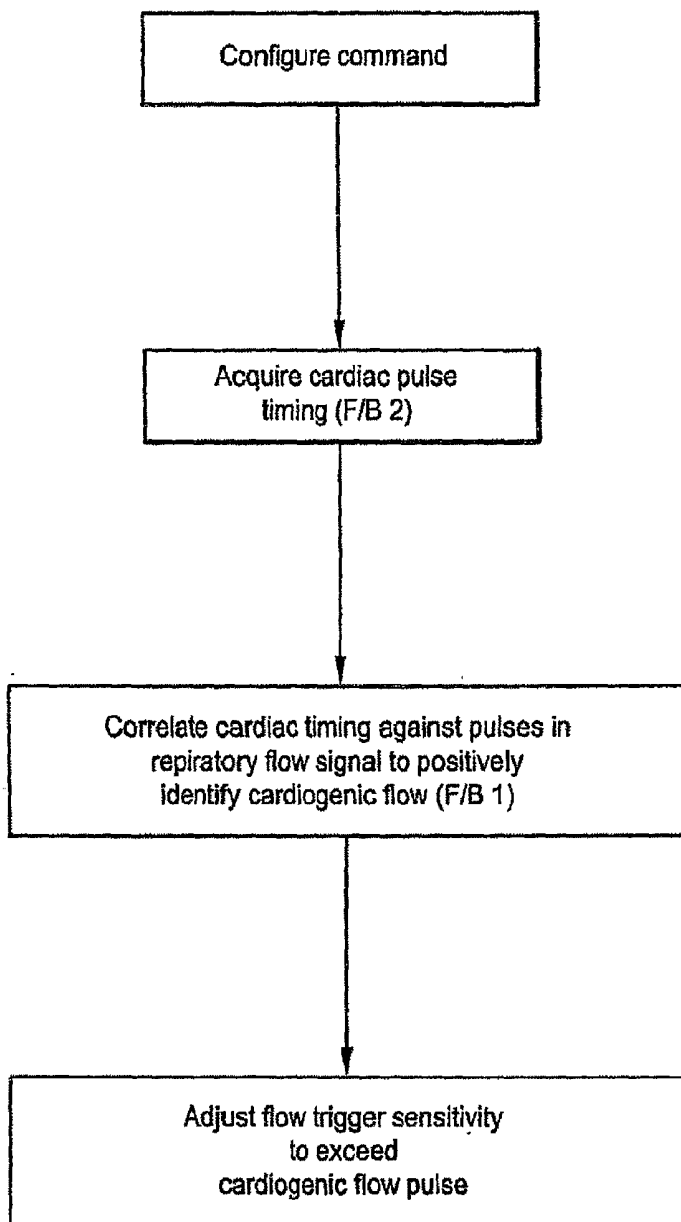 Configure command
Acquire cardiac pulse
timing (F/B 2)
Correlate cardiac timing against pulses in
repiratory flow signal to positively
identify cardiogenic flow (F/B 1)
Adjust flow trigger sensitivity
to exceed
cardiogenic flow pulse